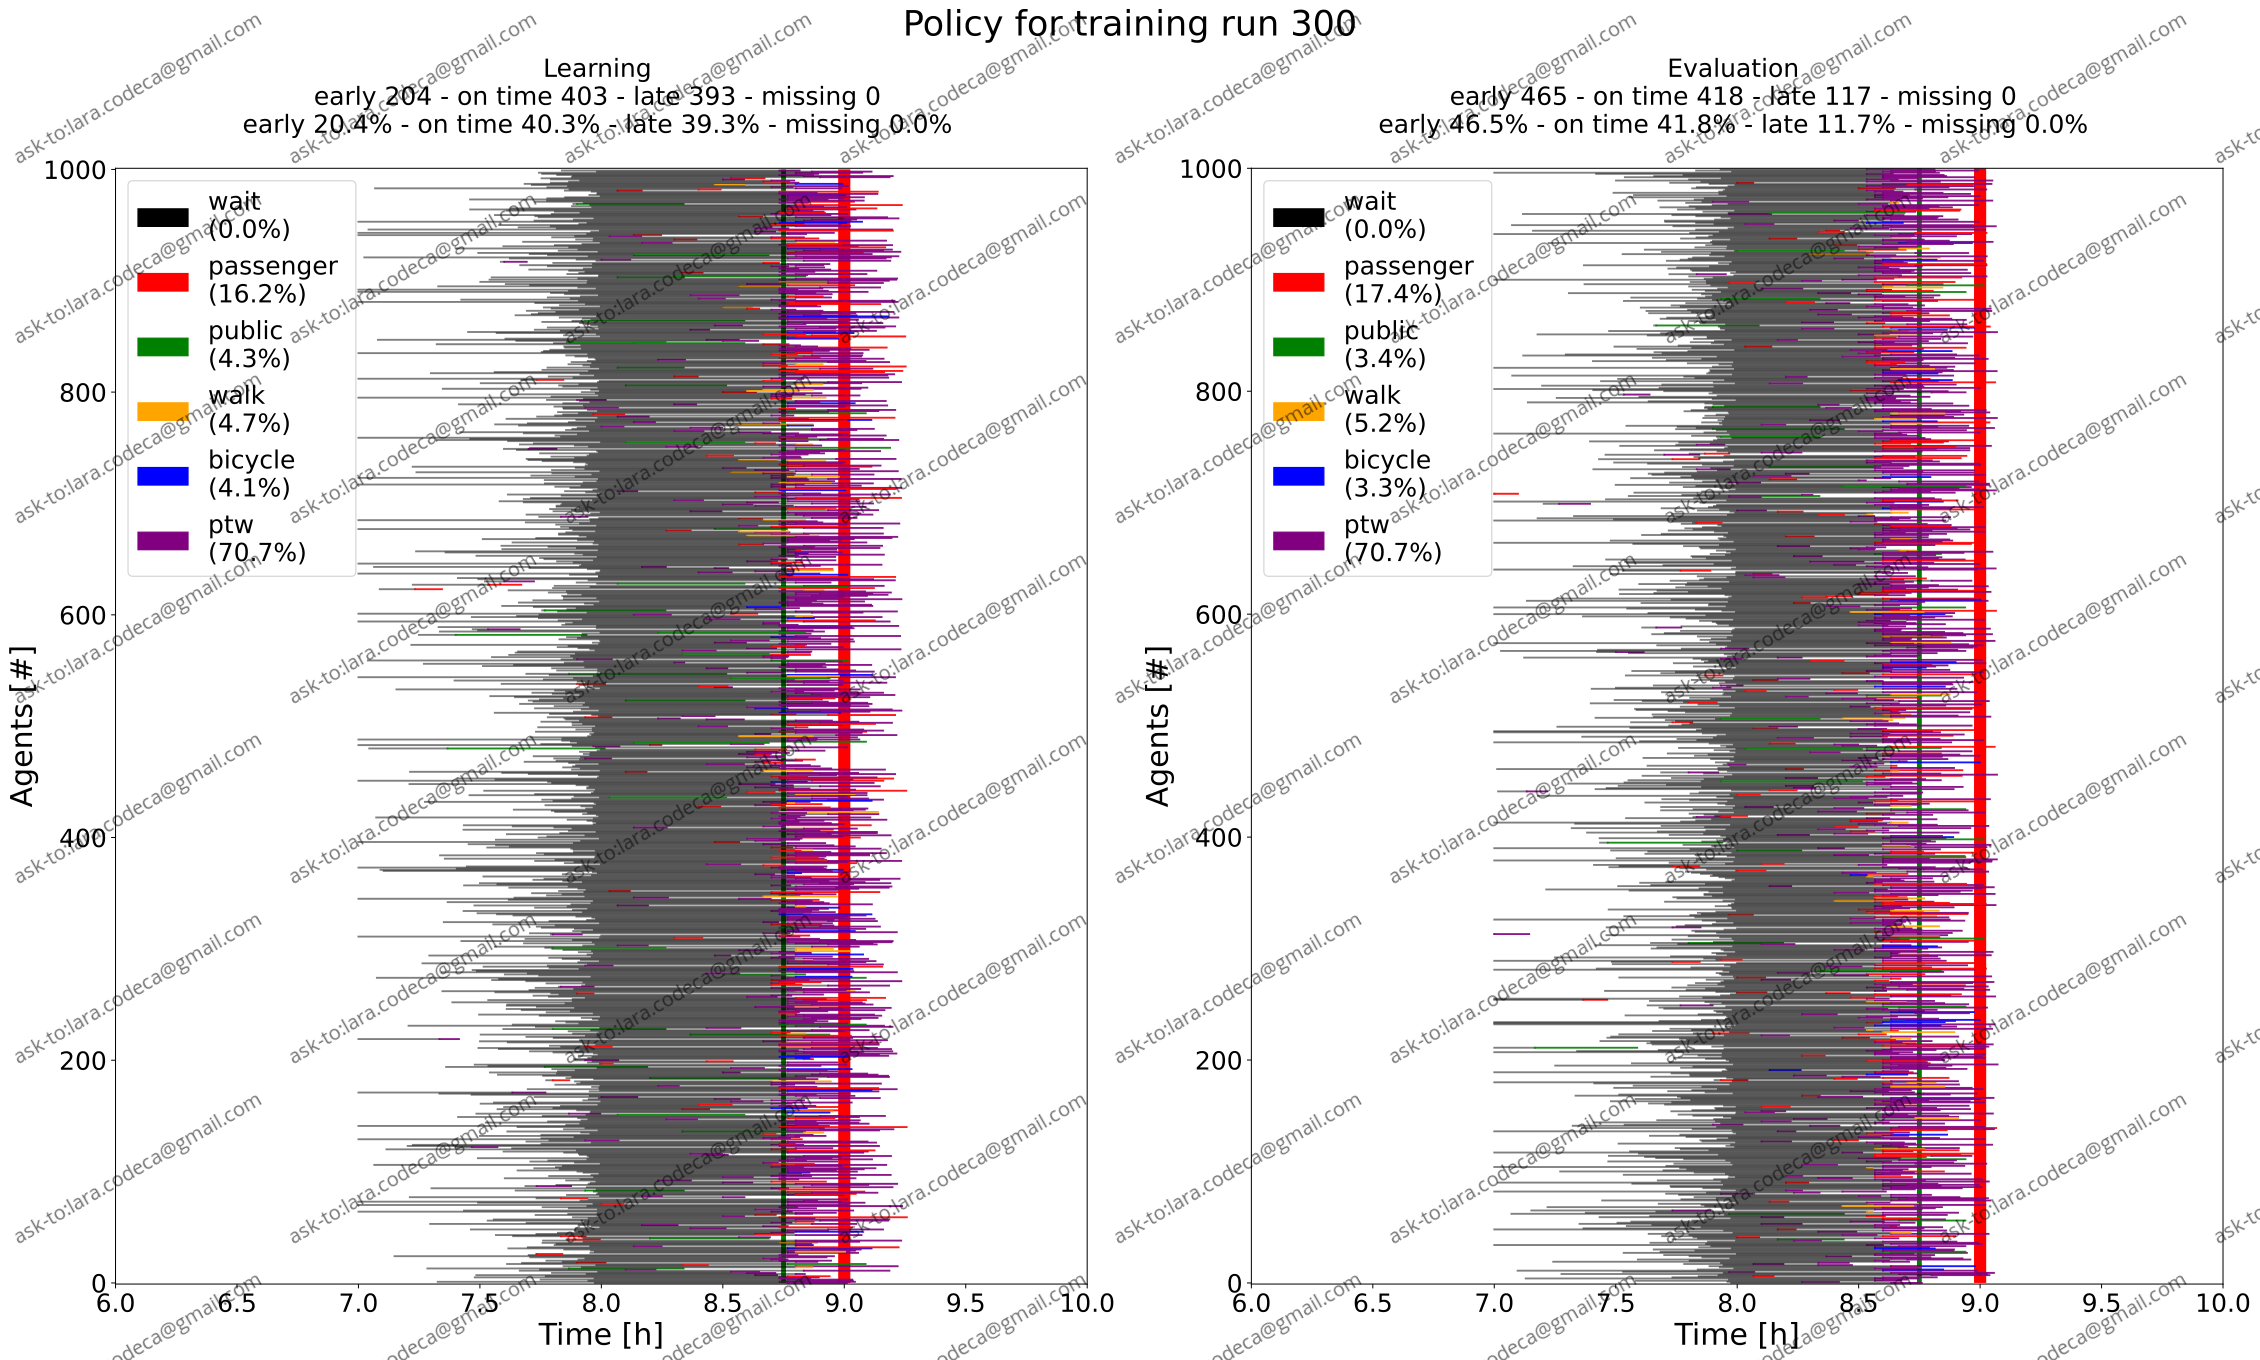 Policy for training run 300
Learning
early 204 - on time 403 - late 393 - missing 0
early 20.4% - on time 40.3% - late 39.3% - missing 0.0%
1000
800
600
400
200
0
Agents [#]
wait
(0.0%)
passenger
(16.2%)
public
(4.3%)
walk
(4.7%)
bicycle
(4.1%)
ptw
(70.7%)
6.0 6.5 7.0 7.5 8.0 8.5 9.0 9.5 10.0
Time [h]
Evaluation
early 465 - on time 418 - late 117 - missing 0
early 46.5% - on time 41.8% - late 11.7% - missing 0.0%
1000
800
600
400
200
0
Agents [#]
wait
(0.0%)
passenger
(17.4%)
public
(3.4%)
walk
(5.2%)
bicycle
(3.3%)
ptw
(70.7%)
6.0 6.5 7.0 7.5 8.0 8.5 9.0 9.5 10.0
Time [h]
ask-to:lara.codeca@gmail.com